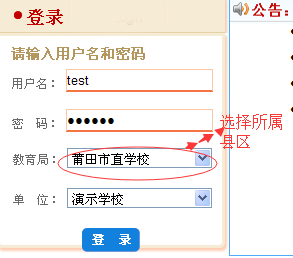 登录
公告:
请输入用户名和密码
用户名: test
密 码: ●●●●●●
选择所属
县区
教育局: 莆田市直学校
单 位: 演示学校
登 录